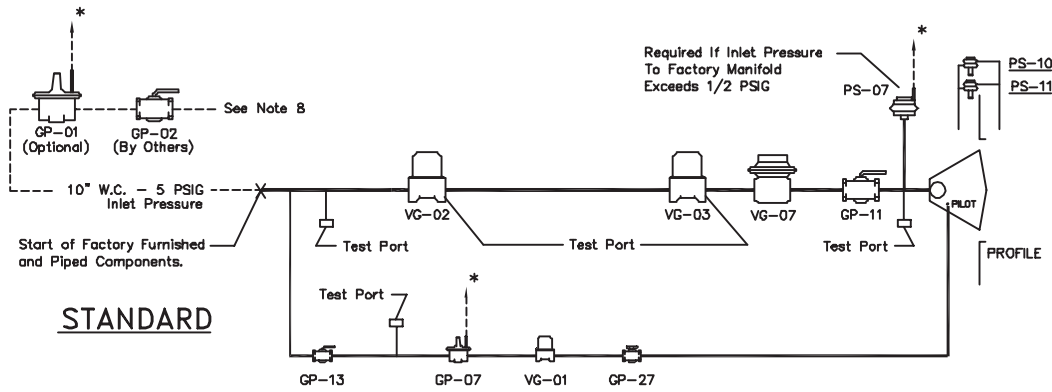 *
*
GP-01
(Optional)
GP-02
(By Others)
See Note 8
Required If Inlet Pressure
To Factory Manifold
Exceeds 1/2 PSIG
PS-07
PS-10
PS-11
10" W.C. - 5 PSIG
Inlet Pressure
VG-02
VG-03
VG-07
GP-11
PILOT
Start of Factory Furnished
and Piped Components.
Test Port
Test Port
Test Port
PROFILE
STANDARD
Test Port
*
GP-13
GP-07
VG-01
GP-27